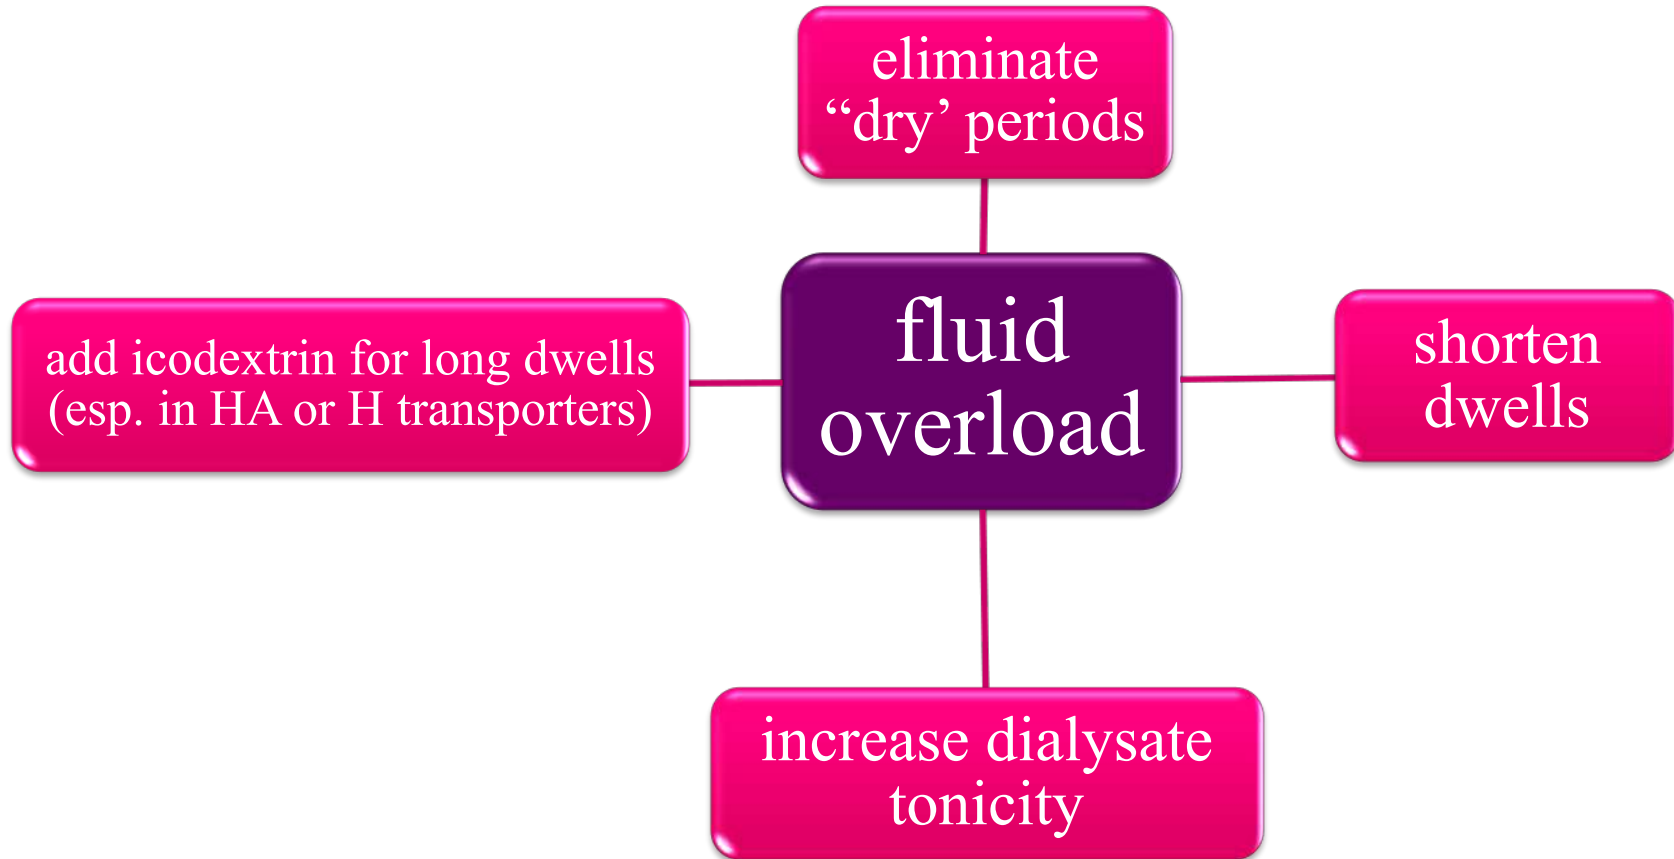 eliminate
“dry’ periods
add icodextrin for long dwells
(esp. in HA or H transporters)
fluid
overload
shorten
dwells
increase dialysate
tonicity